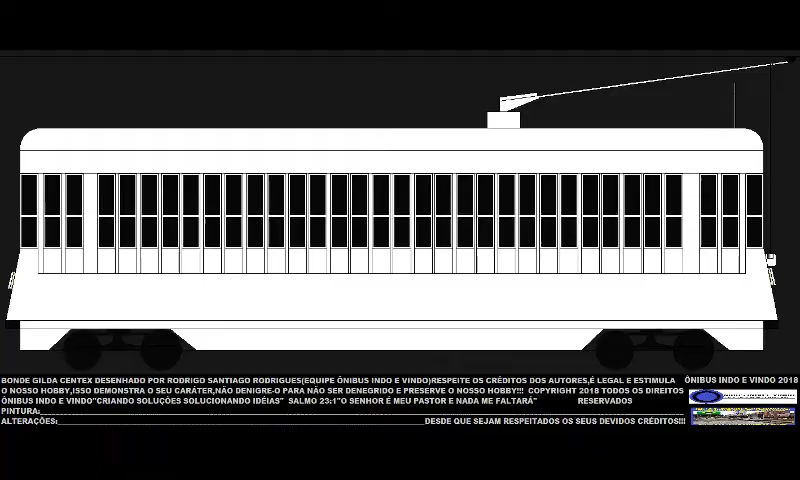 BONDE GILDA CENTEX DESENHADO POR RODRIGO SANTIAGO RODRIGUES(EQUIPE ÔNIBUS INDO E VINDO)RESPEITE OS CRÉDITOS DOS AUTORES,É LEGAL E ESTIMULA ÔNIBUS INDO E VINDO 2018
O NOSSO HOBBY,ISSO DEMONSTRA O SEU CARÁTER,NÃO DENIGRE-O PARA NÃO SER DENEGRIDO E PRESERVE O NOSSO HOBBY!!! COPYRIGHT 2018 TODOS OS DIREITOS
ÔNIBUS INDO E VINDO"CRIANDO SOLUÇÕES SOLUCIONANDO IDÉIAS" SALMO 23:1"O SENHOR É MEU PASTOR E NADA ME FALTARÁ" RESERVADOS
PINTURA:
ALTERAÇÕES: DESDE QUE SEJAM RESPEITADOS OS SEUS DEVIDOS CRÉDITOS!!!